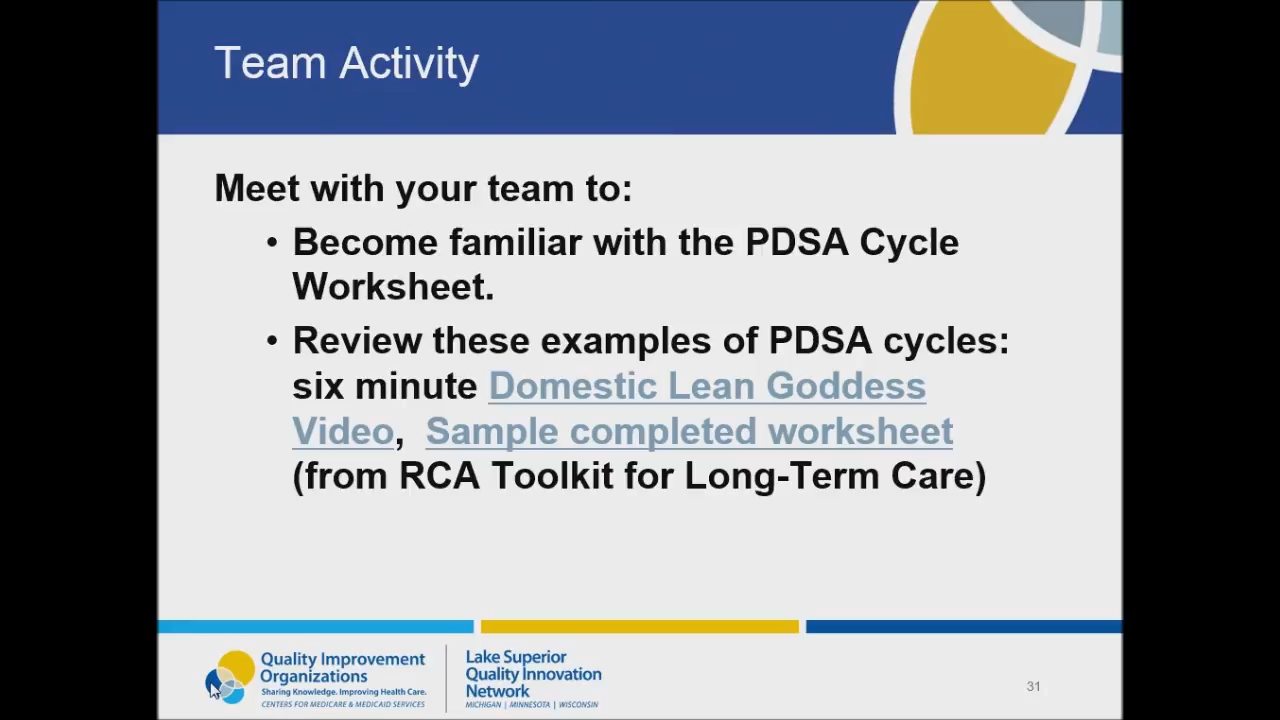 Team Activity
Meet with your team to:
• Become familiar with the PDSA Cycle
Worksheet.
• Review these examples of PDSA cycles:
six minute Domestic Lean Goddess
Video, Sample completed worksheet
(from RCA Toolkit for Long-Term Care)
Quality Improvement
Organizations
Sharing Knowledge. Improving Health Care.
CENTERS FOR MEDICARE & MEDICAID SERVICES
Lake Superior
Quality Innovation
Network
MICHIGAN | MINNESOTA | WISCONSIN
31